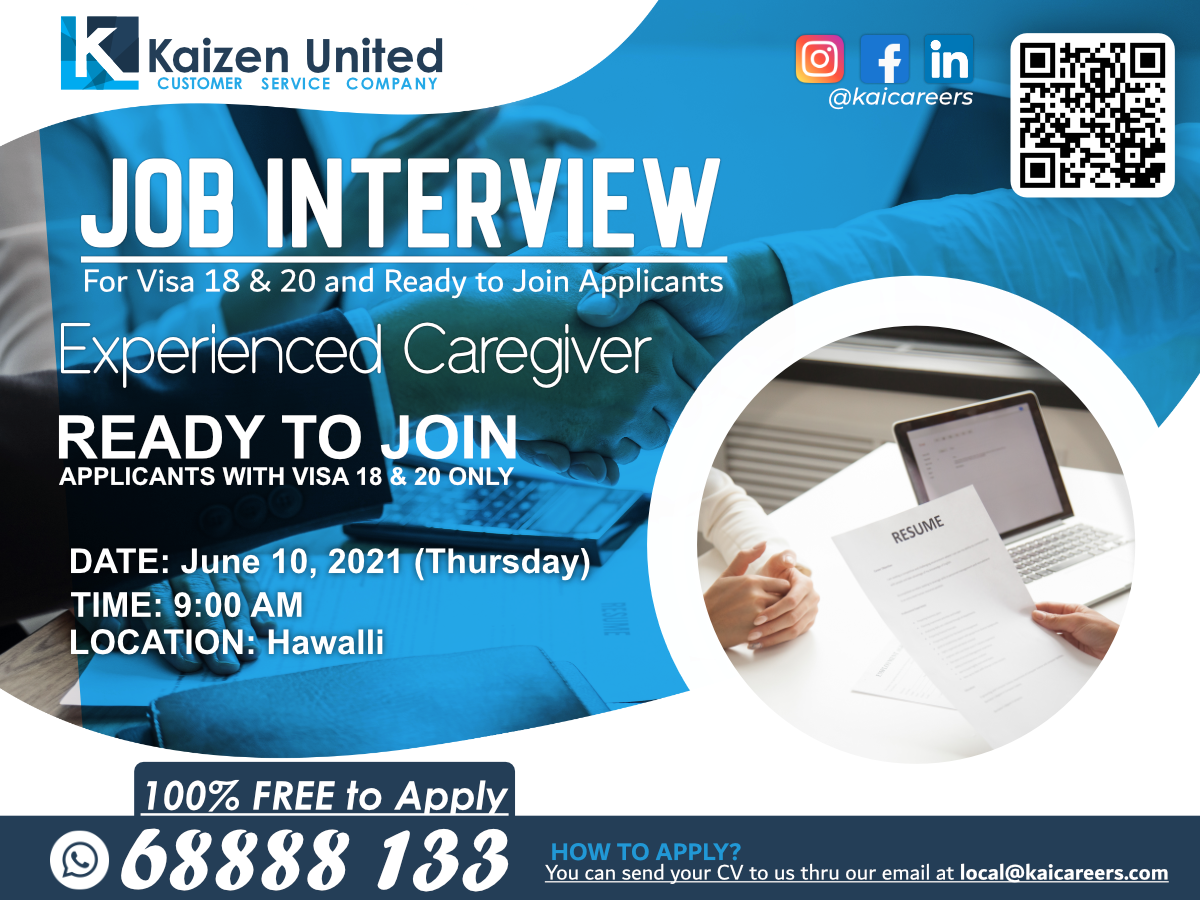 Kaizen United
CUSTOMER SERVICE COMPANY
@kaicareers
JOB INTERVIEW
For Visa 18 & 20 and Ready to Join Applicants
Experienced Caregiver
READY TO JOIN
APPLICANTS WITH VISA 18 & 20 ONLY
DATE: June 10, 2021 (Thursday)
TIME: 9:00 AM
LOCATION: Hawalli
RESUME
RESUME
100% FREE to Apply
68888 133
HOW TO APPLY?
You can send your CV to us thru our email at local@kaicareers.com